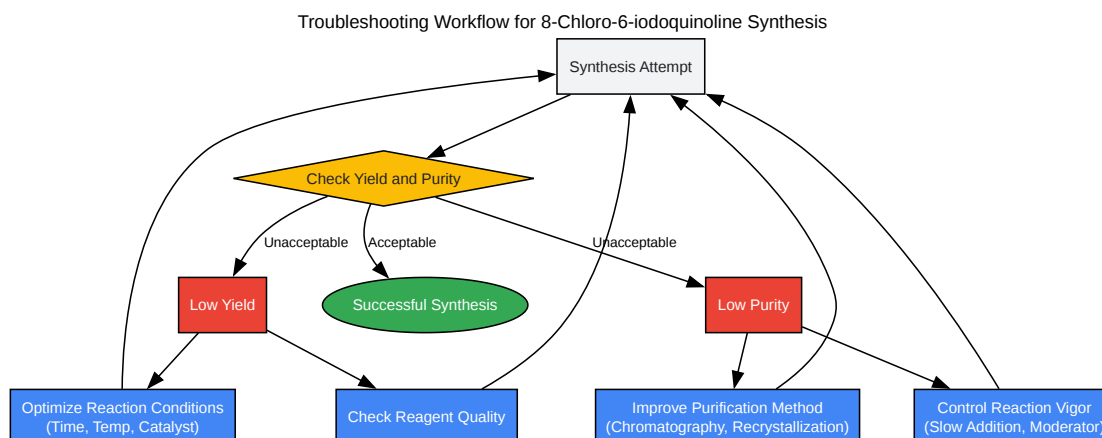 Troubleshooting Workflow for 8-Chloro-6-iodoquinoline Synthesis
Synthesis Attempt
Check Yield and Purity
Unacceptable
Acceptable
Unacceptable
Low Yield
Successful Synthesis
Low Purity
Optimize Reaction Conditions
(Time, Temp, Catalyst)
Check Reagent Quality
Improve Purification Method
(Chromatography, Recrystallization)
Control Reaction Vigor
(Slow Addition, Moderator)